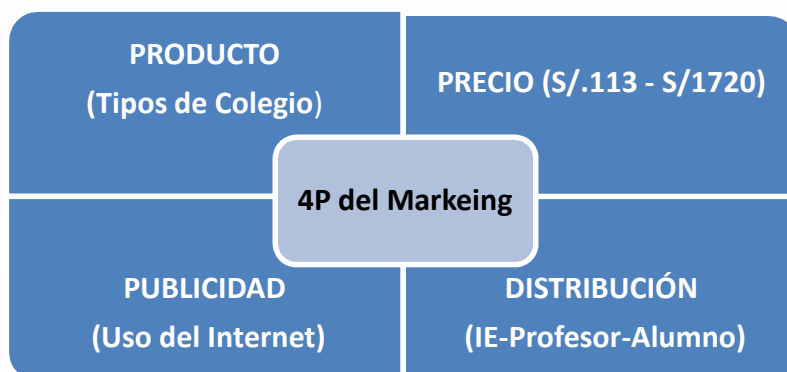 PRODUCTO
(Tipos de Colegio)
PRECIO (S/.113 - S/1720)
4P del Markeing
PUBLICIDAD
(Uso del Internet)
DISTRIBUCIÓN
(IE-Profesor-Alumno)